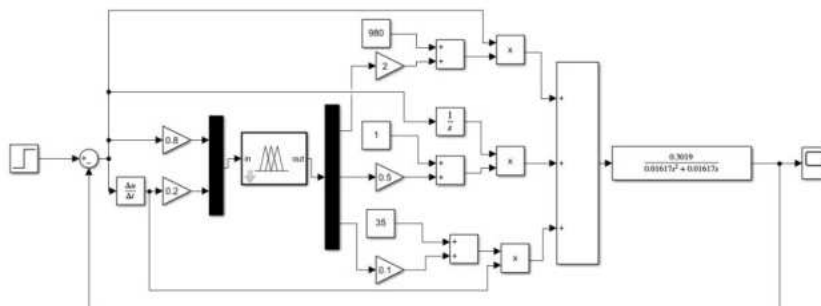 980
+
+
2
x
+
0.8
in
out
1
s
1
+
+
x
+
0.3019
0.01617s² + 0.01617s
+
-
Δu
Δt
0.2
0.5
35
+
+
x
+
0.1